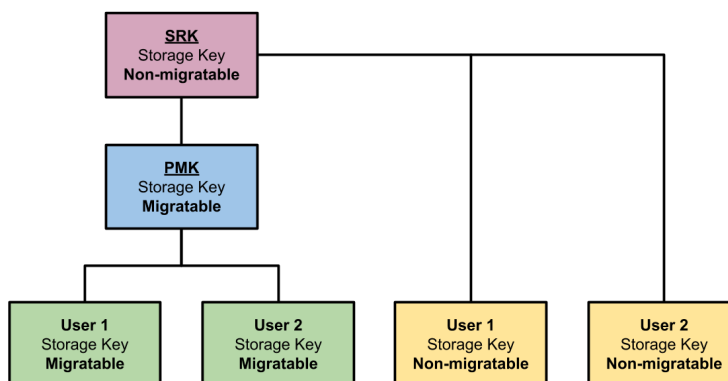 SRK
Storage Key
Non-migratable
PMK
Storage Key
Migratable
User 1
Storage Key
Migratable
User 2
Storage Key
Migratable
User 1
Storage Key
Non-migratable
User 2
Storage Key
Non-migratable